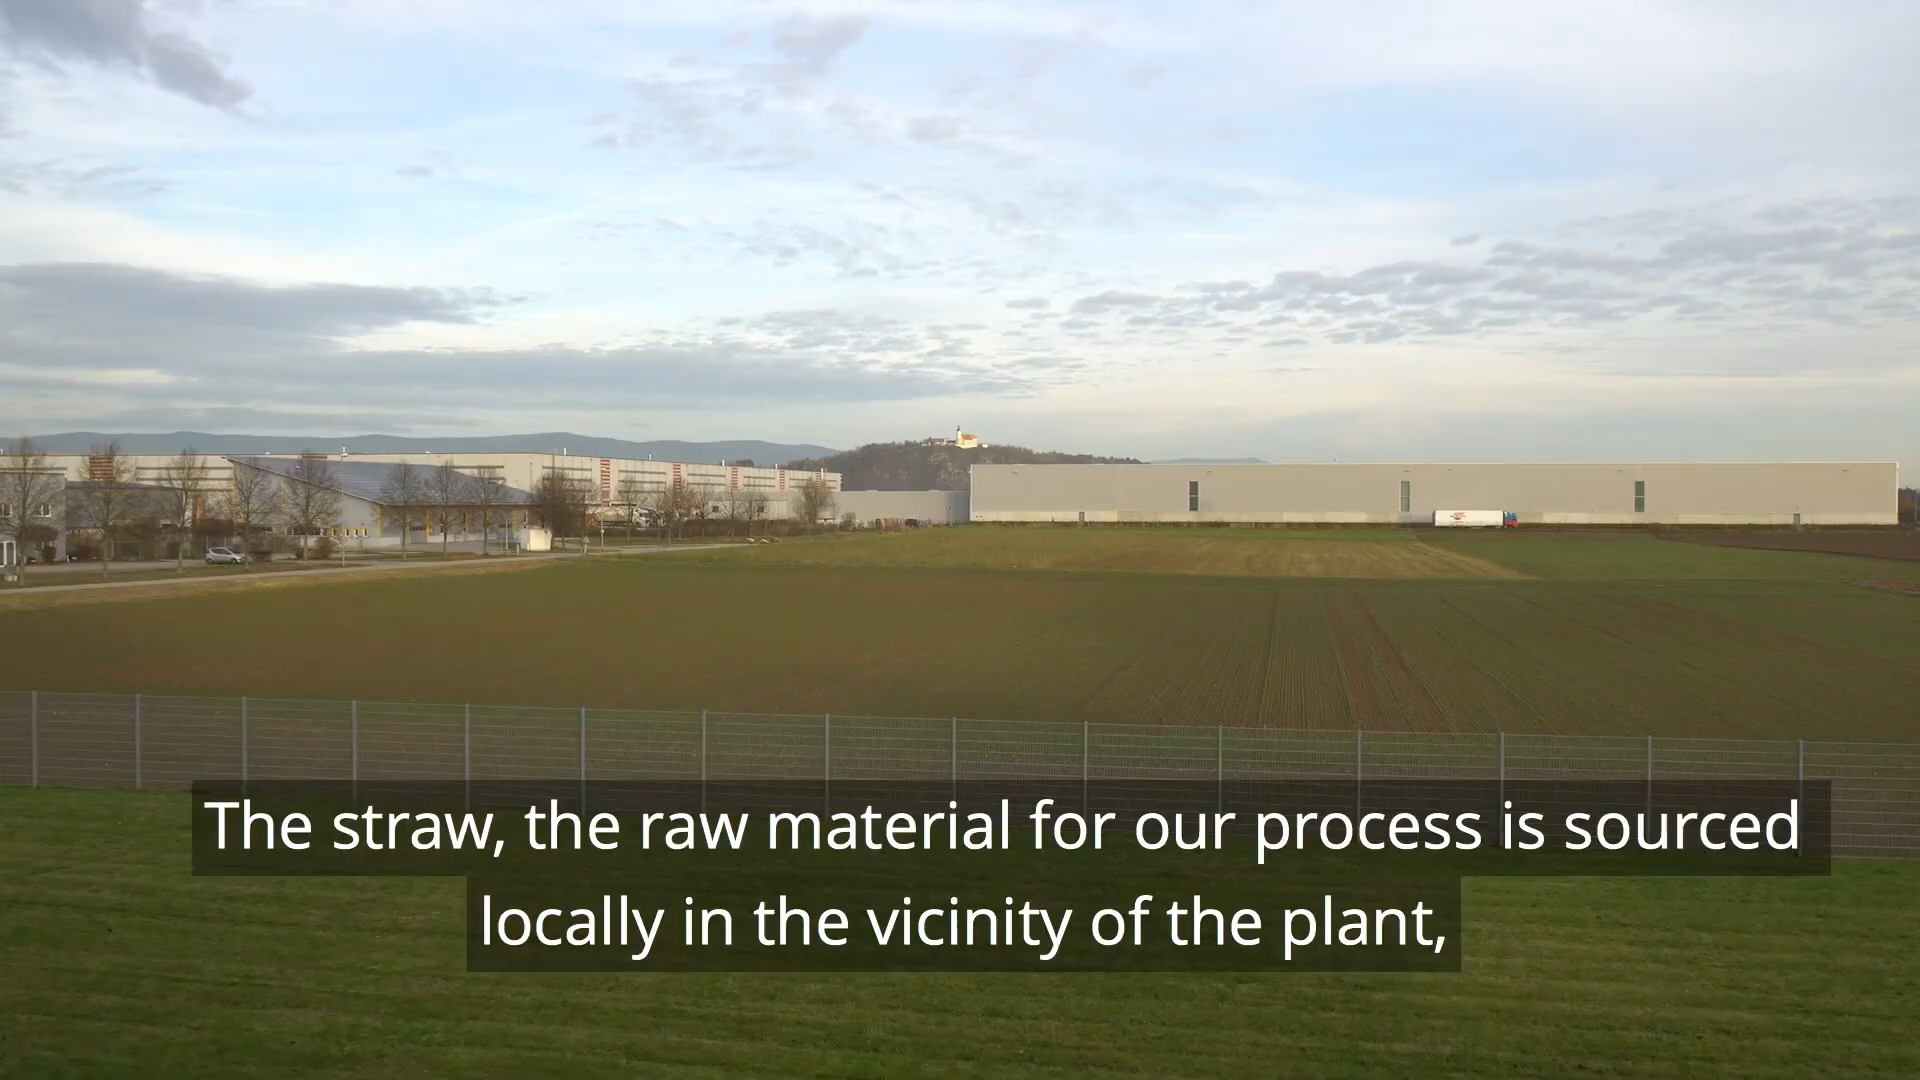 The straw, the raw material for our process is sourced
locally in the vicinity of the plant,